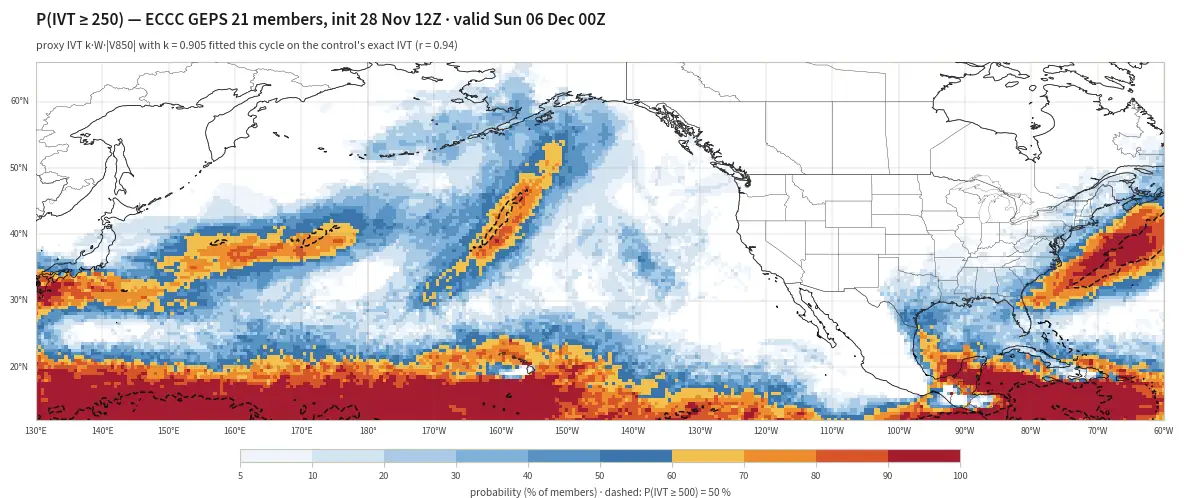 P(IVT ≥ 250) — ECCC GEPS 21 members, init 28 Nov 12Z · valid Sun 06 Dec 00Z
proxy IVT k·W·|V850| with k = 0.905 fitted this cycle on the control's exact IVT (r = 0.94)
60°N
50°N
40°N
30°N
20°N
130°E 140°E 150°E 160°E 170°E 180° 170°W 160°W 150°W 140°W 130°W 120°W 110°W 100°W 90°W 80°W 70°W 60°W
5 10 20 30 40 50 60 70 80 90 100
probability (% of members) · dashed: P(IVT ≥ 500) = 50 %